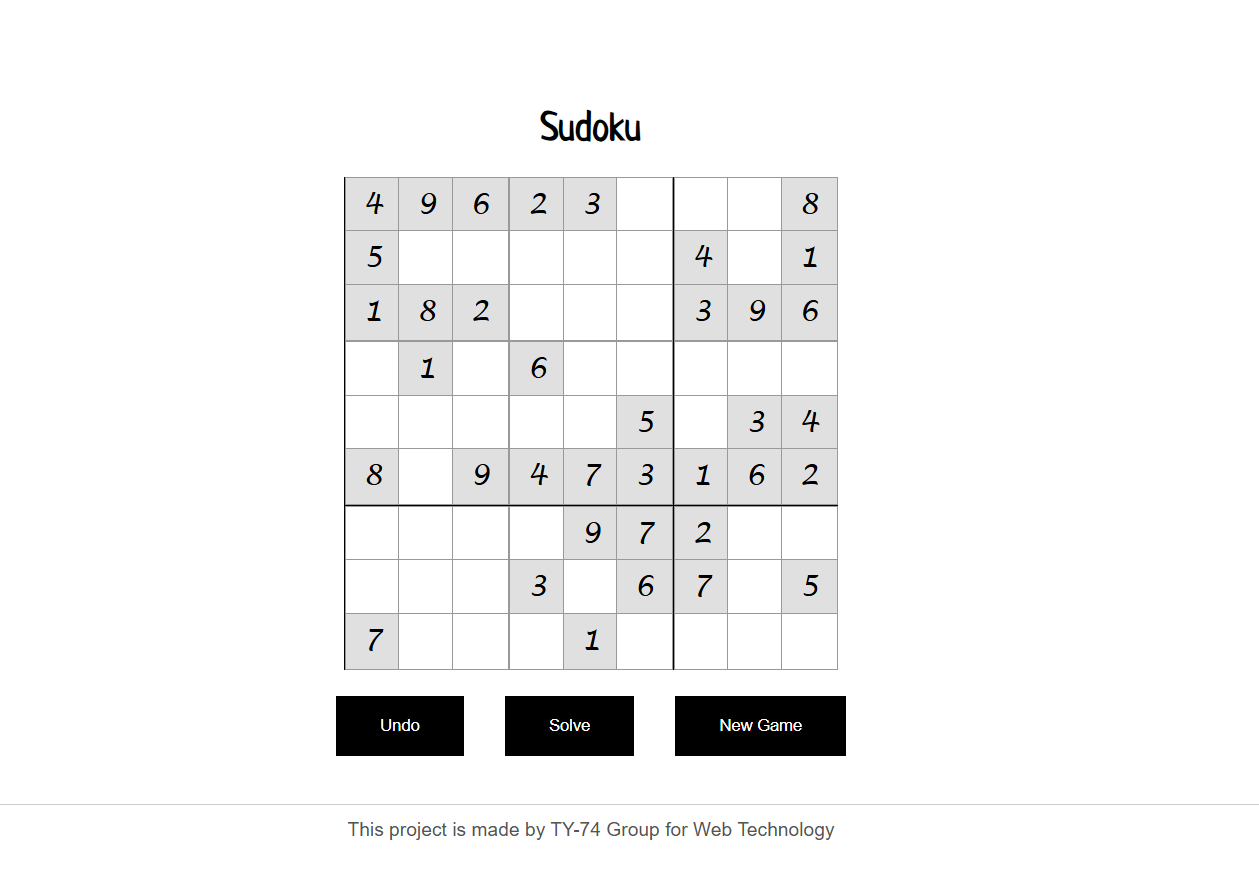 Sudoku
4 9 6 2 3 8
5 4 1
1 8 2 3 9 6
1 6
5 3 4
8 9 4 7 3 1 6 2
9 7 2
3 6 7 5
7 1
Undo Solve New Game
This project is made by TY-74 Group for Web Technology